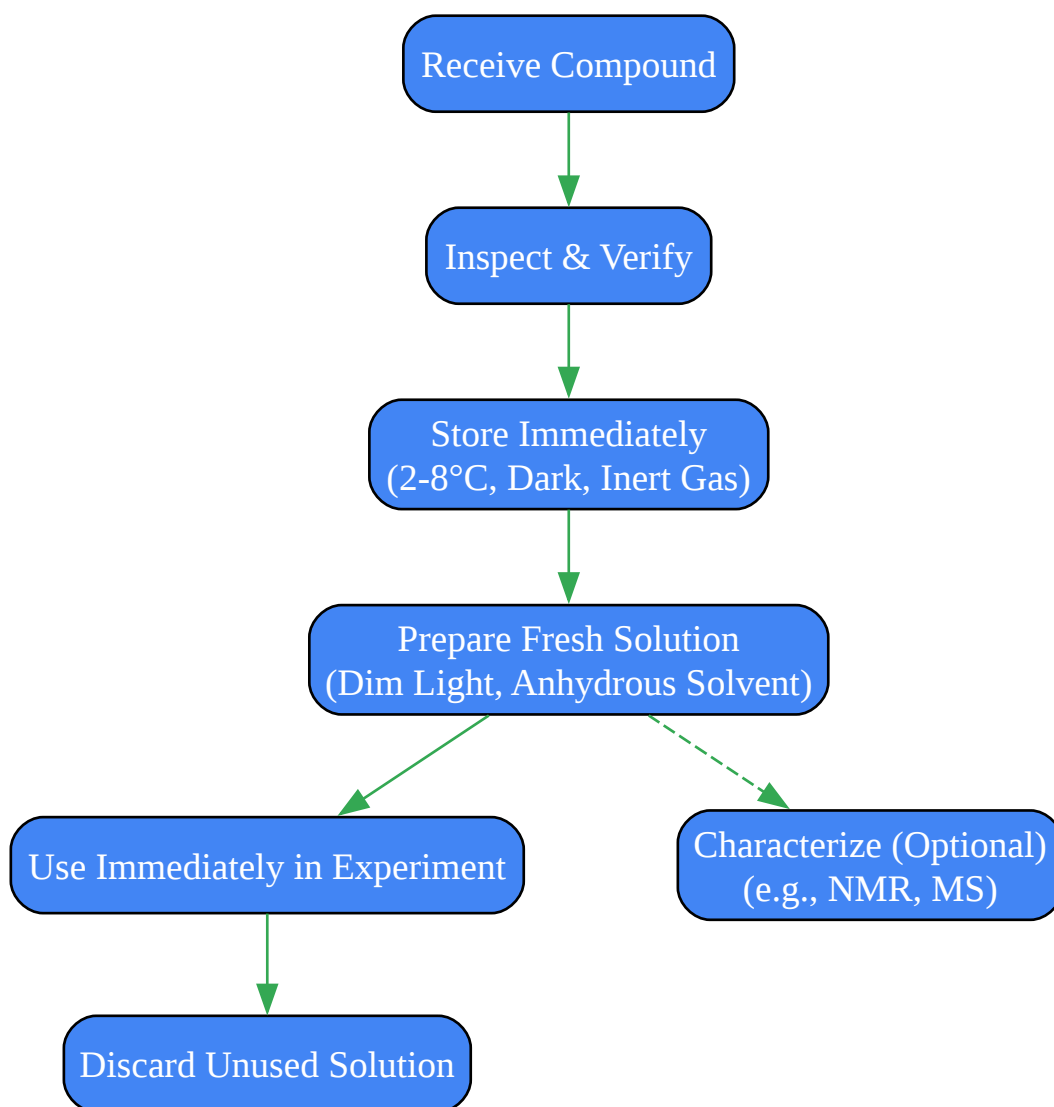 Receive Compound
Inspect & Verify
Store Immediately
(2-8°C, Dark, Inert Gas)
Prepare Fresh Solution
(Dim Light, Anhydrous Solvent)
Use Immediately in Experiment
Characterize (Optional)
(e.g., NMR, MS)
Discard Unused Solution